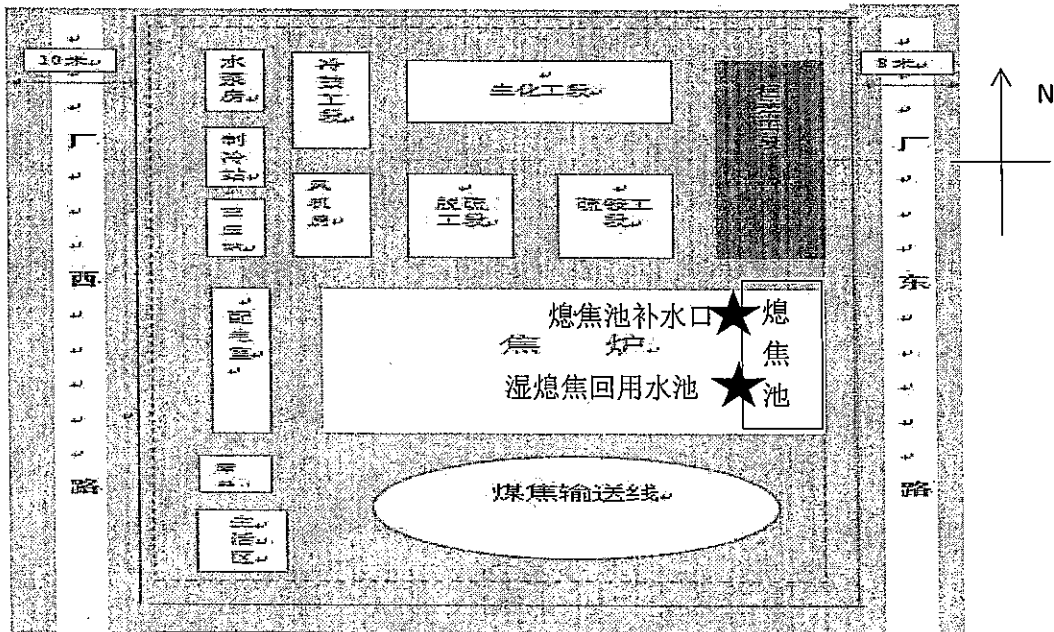 10米
8米
N
水泵房
冷鼓工段
生化工段
制冷站
风机房
脱硫工段
硫铵工段
厂西路
厂东路
配电室
熄焦池补水口
熄焦池
焦 炉
湿熄焦回用水池
煤焦输送线
生活区